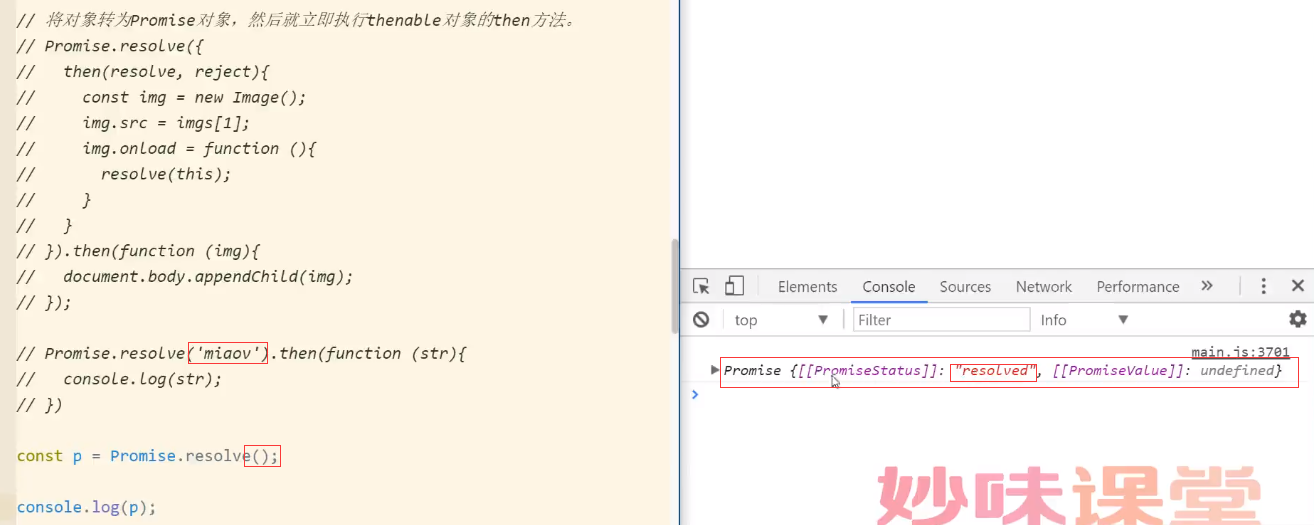 // 将对象转为Promise对象，然后就立即执行thenable对象的then方法。
// Promise.resolve({
//   then(resolve, reject){
//     const img = new Image();
//     img.src = imgs[1];
//     img.onload = function (){
//       resolve(this);
//     }
//   }
// }).then(function (img){
//   document.body.appendChild(img);
// });
// Promise.resolve('miaov').then(function (str){
//   console.log(str);
// })
const p = Promise.resolve();
console.log(p);
Elements Console Sources Network Performance »
top Filter Info
main.js:3701
Promise {[[PromiseStatus]]: "resolved", [[PromiseValue]]: undefined}
妙味课堂